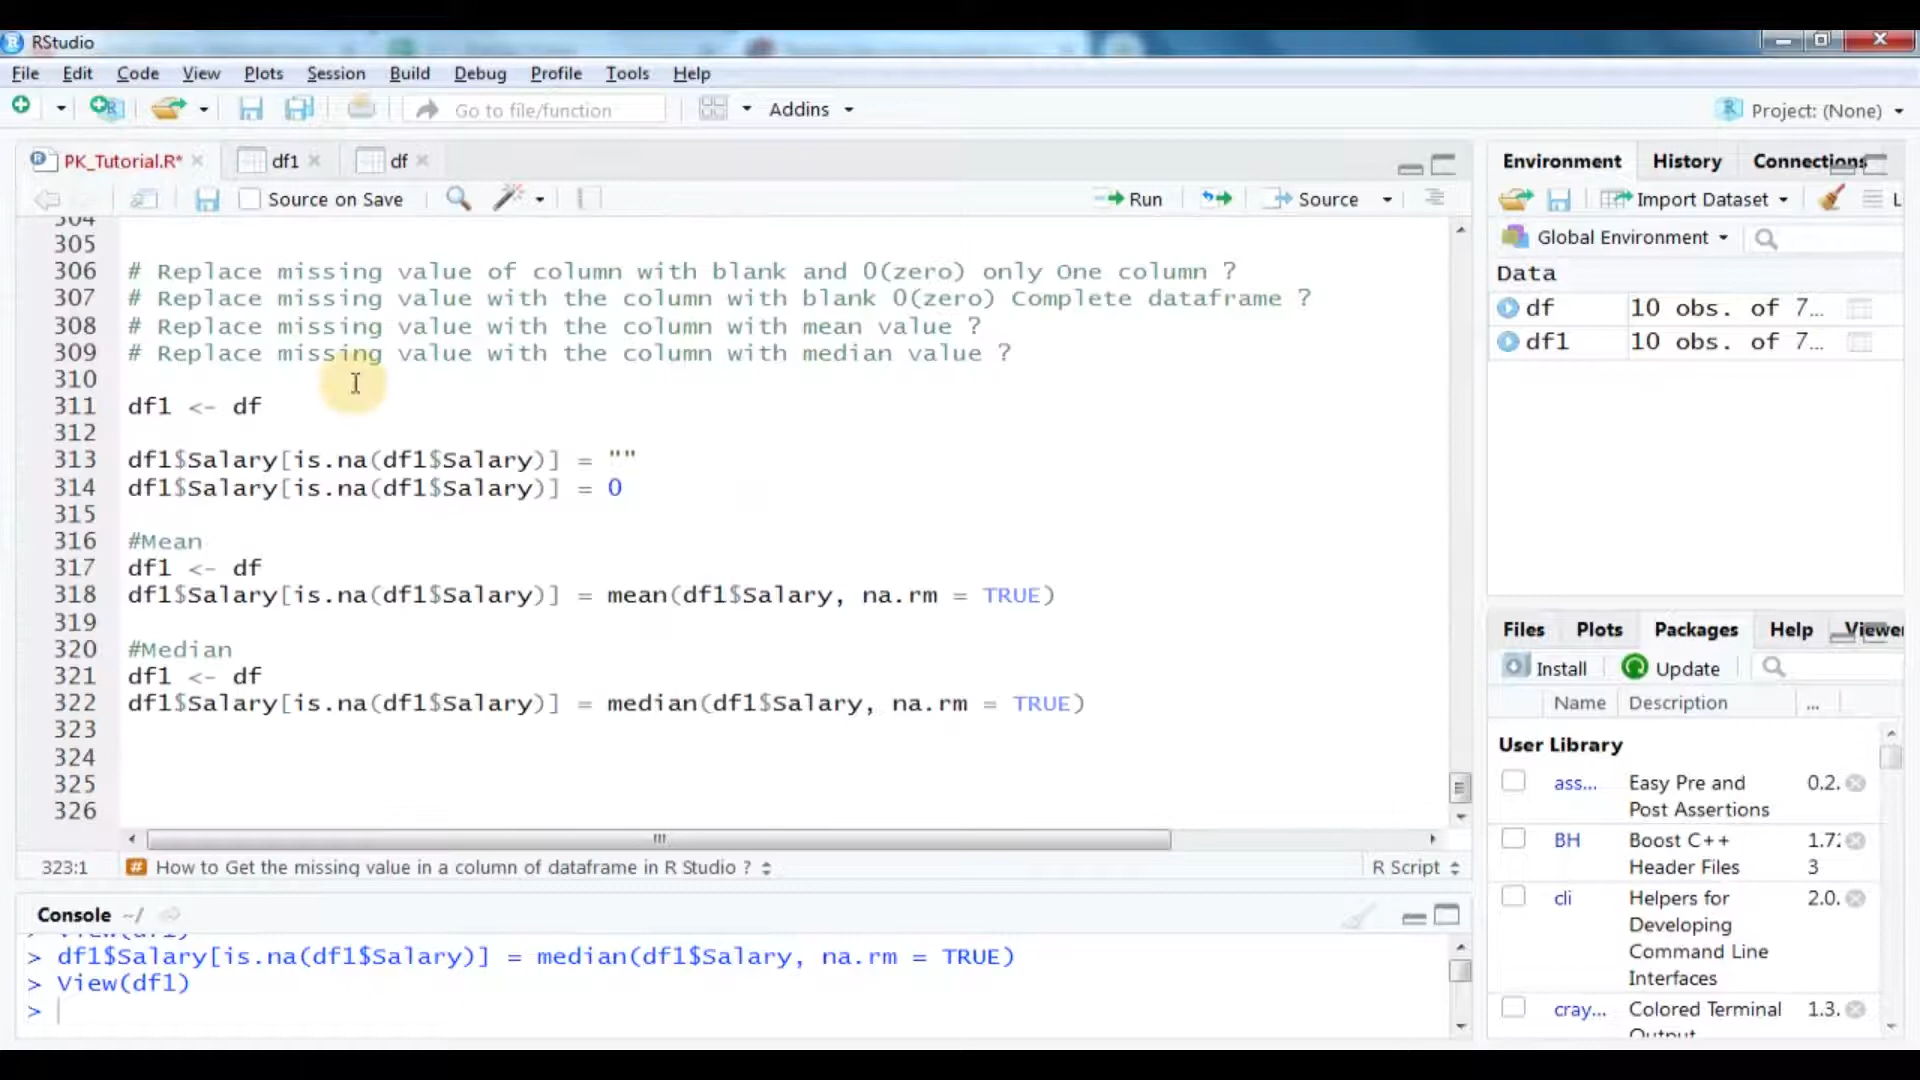 RStudio
File Edit Code View Plots Session Build Debug Profile Tools Help
Go to file/function Addins Project: (None)
PK_Tutorial.R* df1 df
Source on Save Run Source
304
305
306 # Replace missing value of column with blank and 0(zero) only One column ?
307 # Replace missing value with the column with blank 0(zero) Complete dataframe ?
308 # Replace missing value with the column with mean value ?
309 # Replace missing value with the column with median value ?
310
311 df1 <- df
312
313 df1$Salary[is.na(df1$Salary)] = ""
314 df1$Salary[is.na(df1$Salary)] = 0
315
316 #Mean
317 df1 <- df
318 df1$Salary[is.na(df1$Salary)] = mean(df1$Salary, na.rm = TRUE)
319
320 #Median
321 df1 <- df
322 df1$Salary[is.na(df1$Salary)] = median(df1$Salary, na.rm = TRUE)
323
324
325
326
323:1 # How to Get the missing value in a column of dataframe in R Studio ? R Script
Console ~/
> View(df1)
> df1$Salary[is.na(df1$Salary)] = median(df1$Salary, na.rm = TRUE)
> View(df1)
>
Environment History Connections
Import Dataset L
Global Environment
Data
df 10 obs. of 7...
df1 10 obs. of 7...
Files Plots Packages Help Viewer
Install Update
Name Description ...
User Library
ass... Easy Pre and 0.2.
Post Assertions
BH Boost C++ 1.7:
Header Files 3
cli Helpers for 2.0.
Developing
Command Line
Interfaces
cray... Colored Terminal 1.3.
Output